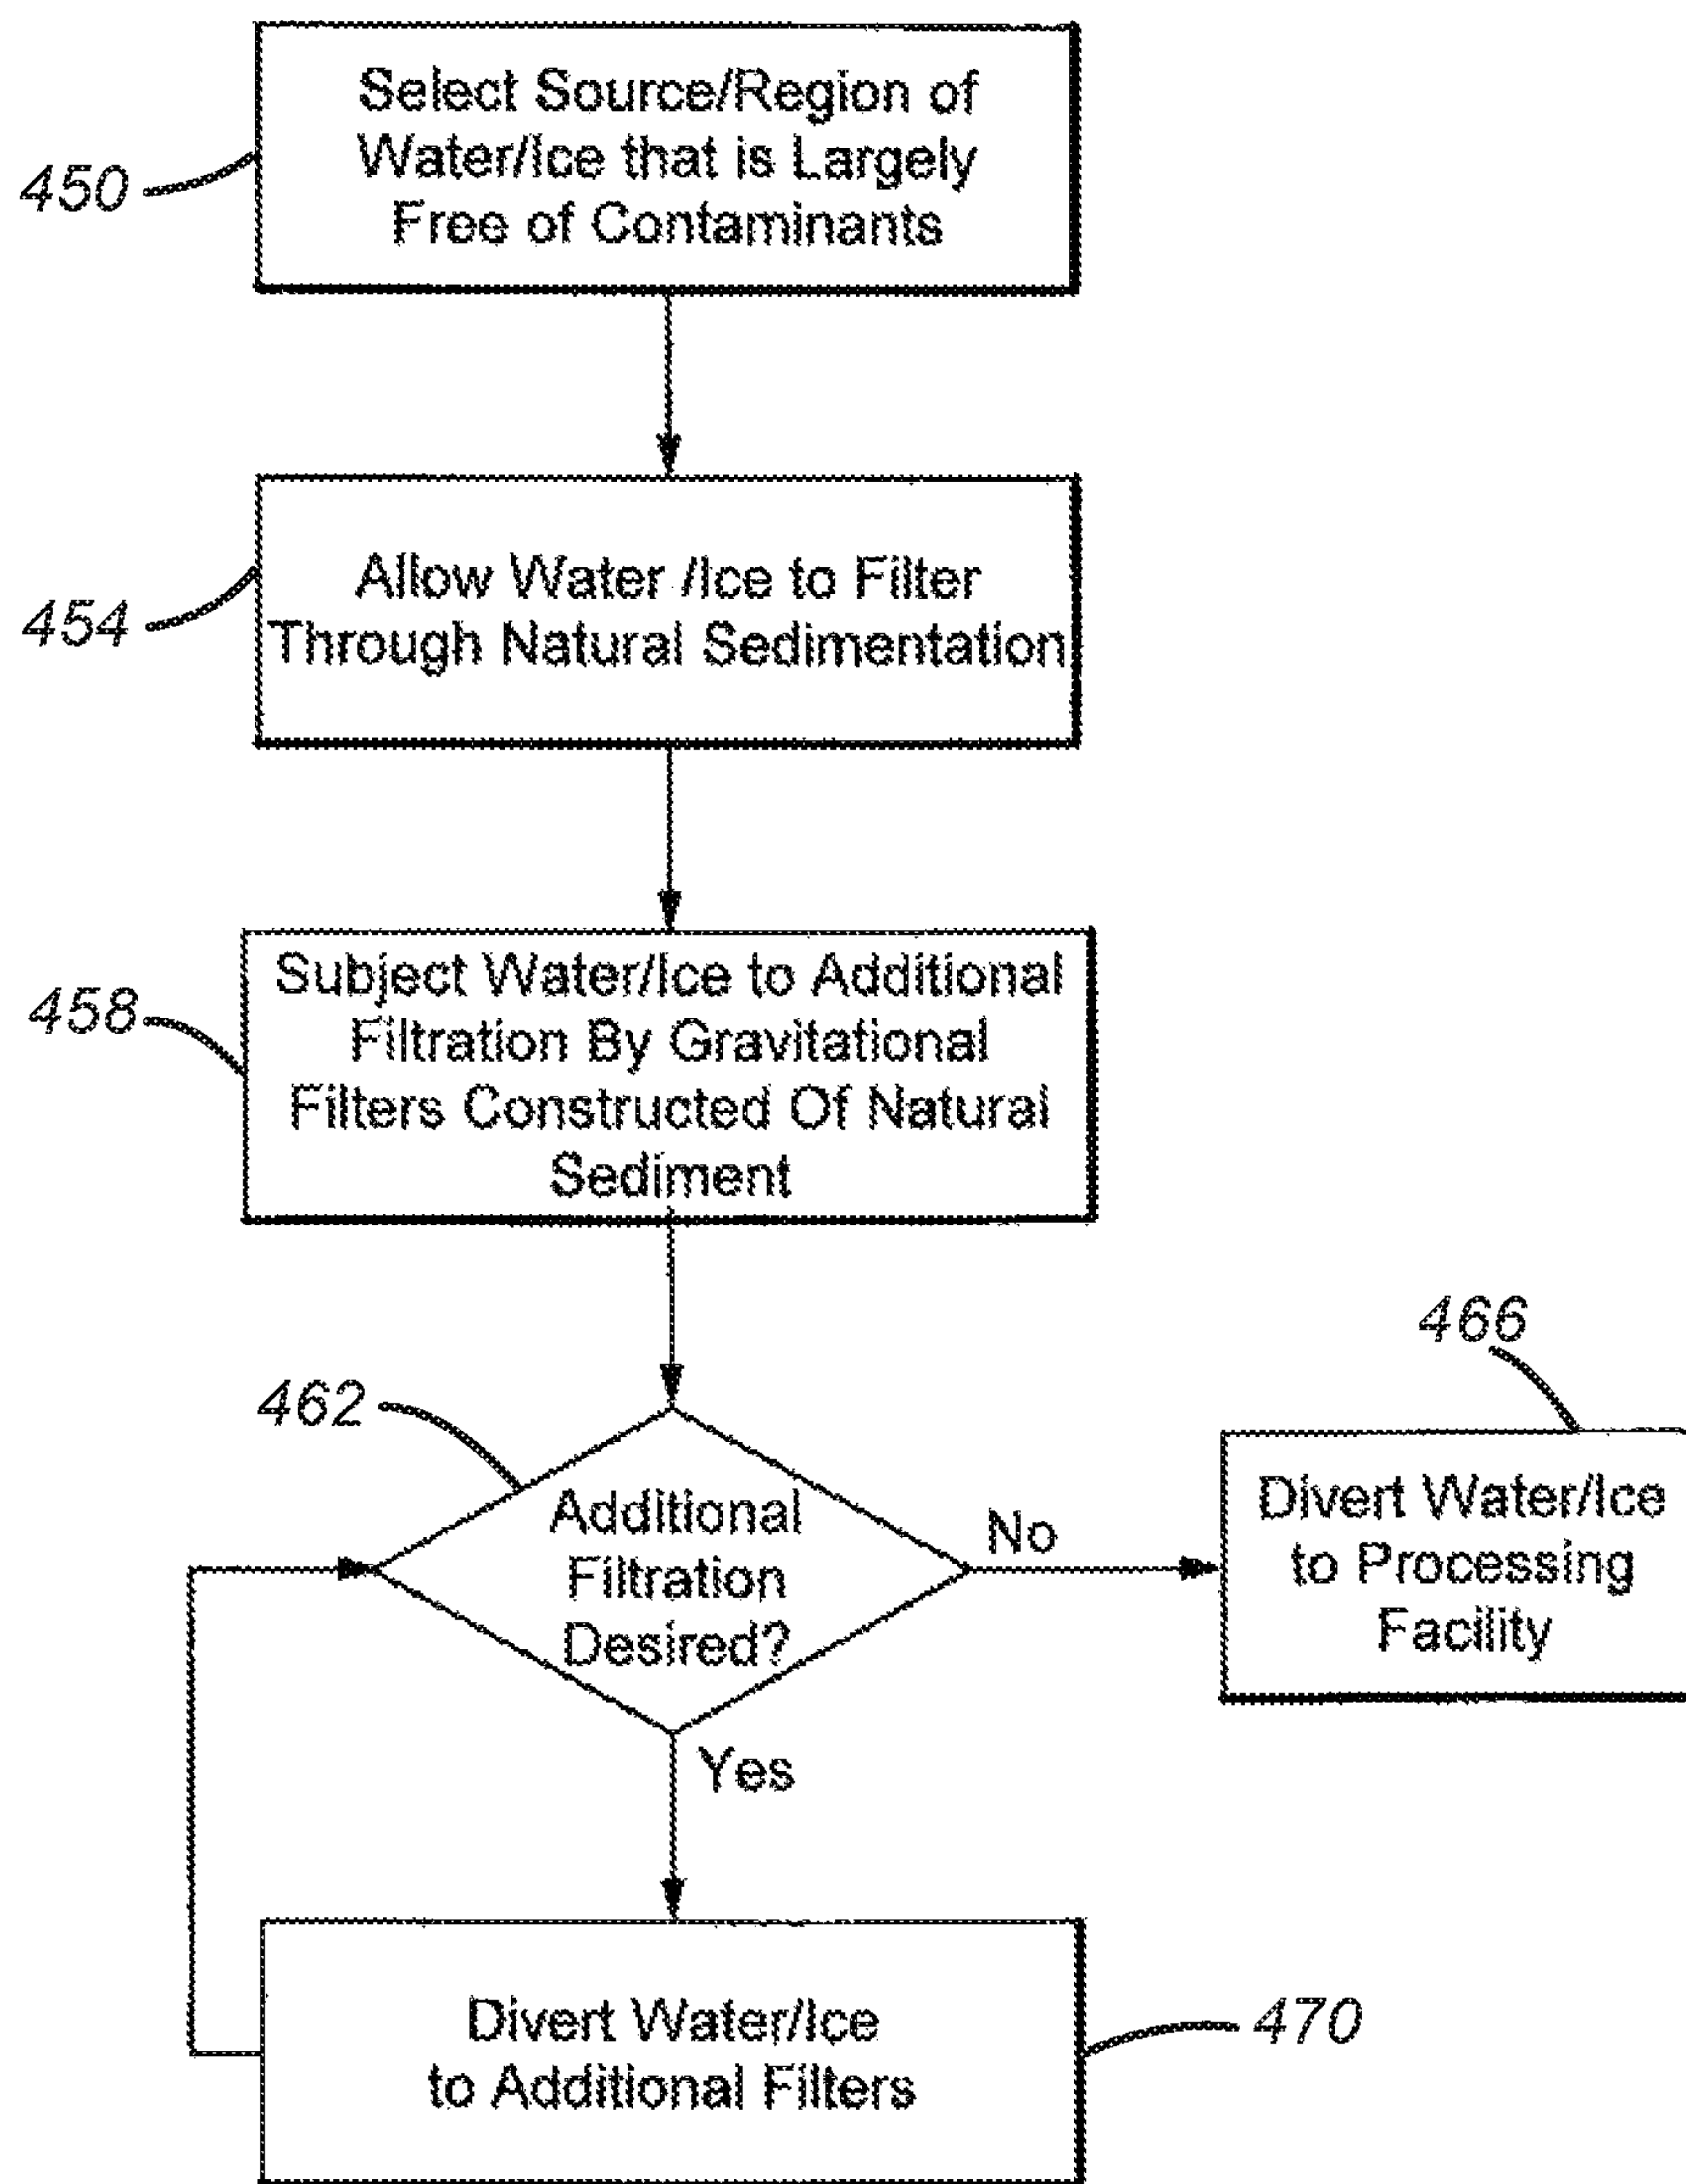 Select Source/Region of
Water/Ice that is Largely
Free of Contaminants
450
Allow Water /Ice to Filter
Through Natural Sedimentation
454
Subject Water/Ice to Additional
Filtration By Gravitational
Filters Constructed Of Natural
Sediment
458
466
462
Additional
Filtration
Desired?
No
Divert Water/Ice
to Processing
Facility
Yes
Divert Water/Ice
to Additional Filters
470